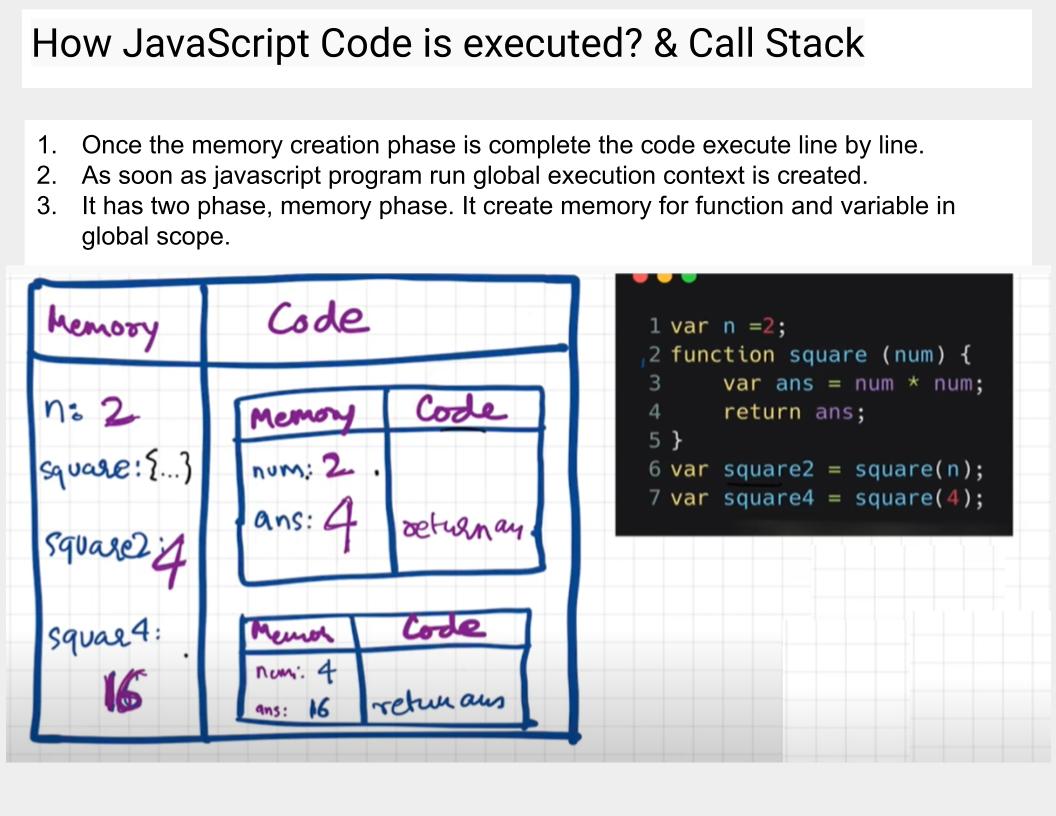 How JavaScript Code is executed? & Call Stack
1. Once the memory creation phase is complete the code execute line by line.
2. As soon as javascript program run global execution context is created.
3. It has two phase, memory phase. It create memory for function and variable in
global scope.
Memory Code
n: 2
square:{...}
square2:4
squar4:
16
Memory Code
num: 2
ans: 4 return an
Memor Code
num: 4
ans: 16 return ans
1 var n =2;
2 function square (num) {
3 var ans = num * num;
4 return ans;
5 }
6 var square2 = square(n);
7 var square4 = square(4);